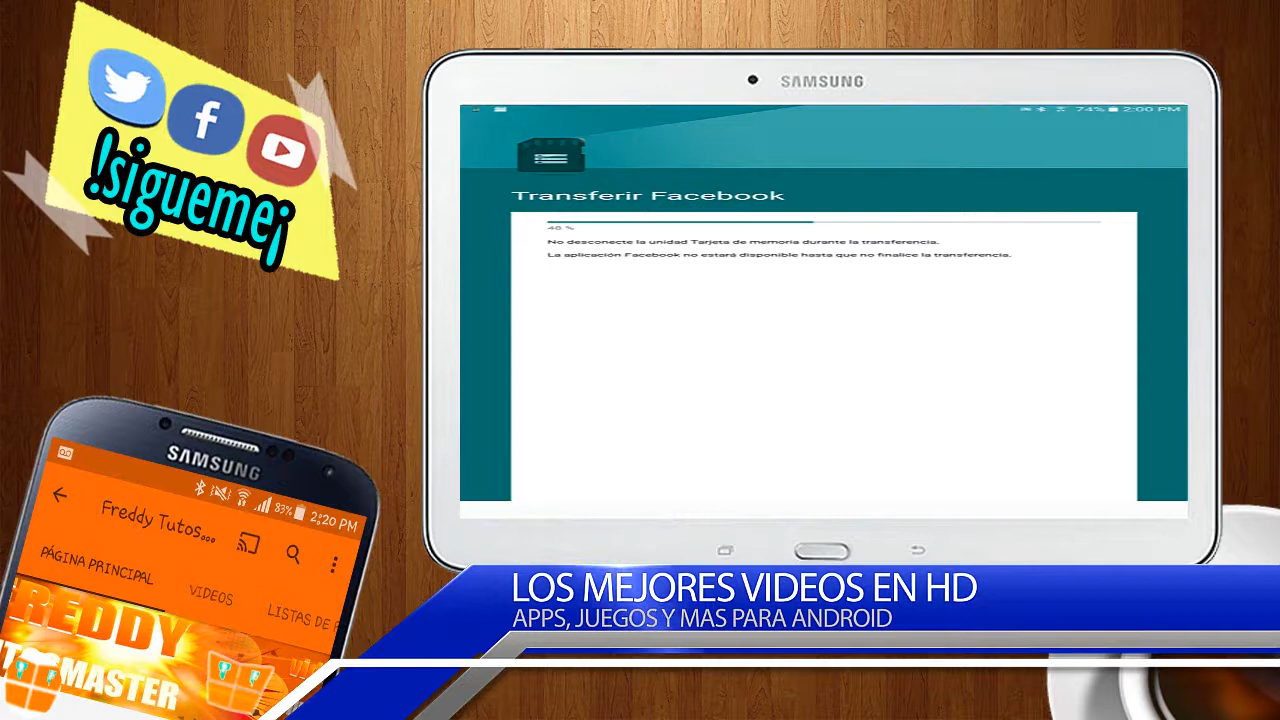 !sigueme¡
SAMSUNG
74% 2:00 PM
Transferir Facebook
48 %
No desconecte la unidad Tarjeta de memoria durante la transferencia.
La aplicación Facebook no estará disponible hasta que no finalice la transferencia.
SAMSUNG
83% 2:20 PM
Freddy Tutos...
PÁGINA PRINCIPAL
VIDEOS
LISTAS DE
REDDY
MASTER
LOS MEJORES VIDEOS EN HD
APPS, JUEGOS Y MAS PARA ANDROID